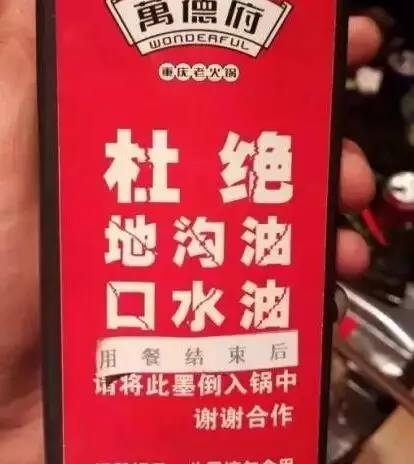 萬德府
WONDERFUL
重庆老火锅
杜绝
地沟油
口水油
用餐结束后
请将此墨倒入锅中
谢谢合作